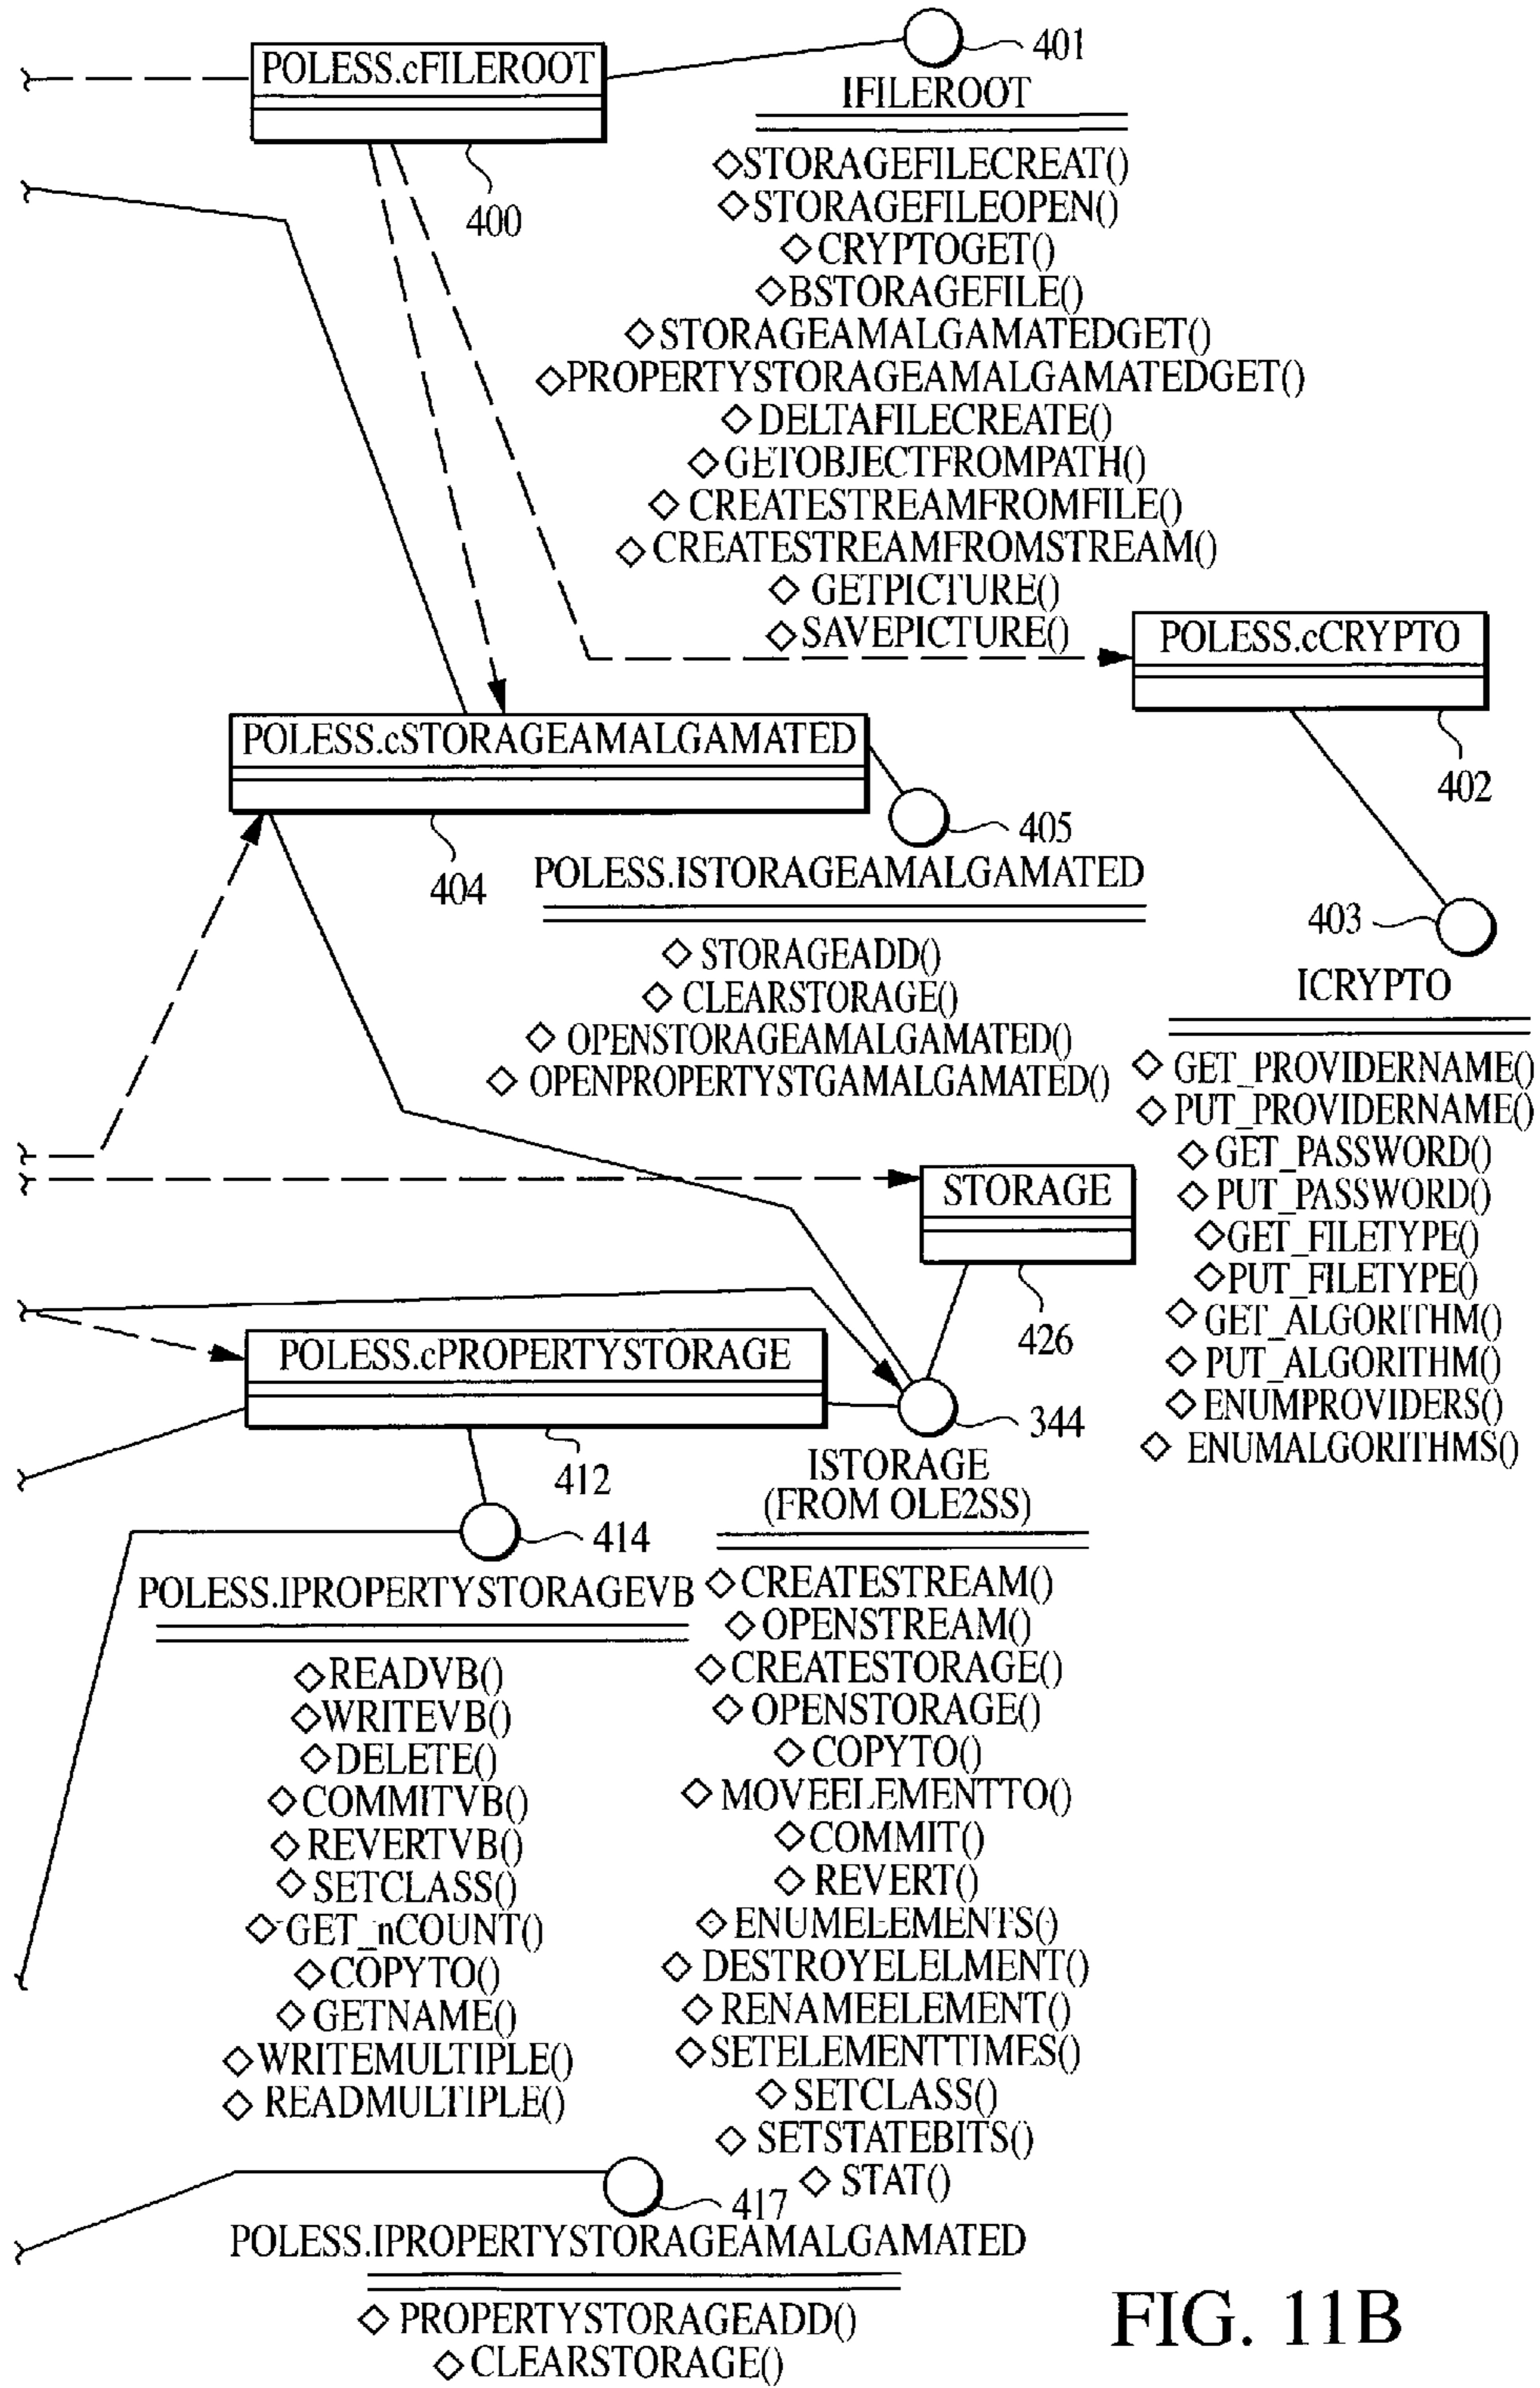 POLESS.cFILEROOT
400
401
IFILEROOT
◇STORAGEFILECREAT()
◇STORAGEFILEOPEN()
◇CRYPTOGET()
◇BSTORAGEFILE()
◇STORAGEAMALGAMATEDGET()
◇PROPERTYSTORAGEAMALGAMATEDGET()
◇DELTAFILECREATE()
◇GETOBJECTFROMPATH()
◇CREATESTREAMFROMFILE()
◇CREATESTREAMFROMSTREAM()
◇GETPICTURE()
◇SAVEPICTURE()
POLESS.cCRYPTO
402
403
ICRYPTO
◇GET_PROVIDERNAME()
◇PUT_PROVIDERNAME()
◇GET_PASSWORD()
◇PUT_PASSWORD()
◇GET_FILETYPE()
◇PUT_FILETYPE()
◇GET_ALGORITHM()
◇PUT_ALGORITHM()
◇ENUMPROVIDERS()
◇ENUMALGORITHMS()
POLESS.cSTORAGEAMALGAMATED
404
405
POLESS.ISTORAGEAMALGAMATED
◇STORAGEADD()
◇CLEARSTORAGE()
◇OPENSTORAGEAMALGAMATED()
◇OPENPROPERTYSTGAMALGAMATED()
STORAGE
426
POLESS.cPROPERTYSTORAGE
412
344
ISTORAGE
(FROM OLE2SS)
◇CREATESTREAM()
◇OPENSTREAM()
◇CREATESTORAGE()
◇OPENSTORAGE()
◇COPYTO()
◇MOVEELEMENTTO()
◇COMMIT()
◇REVERT()
◇ENUMELEMENTS()
◇DESTROYELELMENT()
◇RENAMEELEMENT()
◇SETELEMENTTIMES()
◇SETCLASS()
◇SETSTATEBITS()
◇STAT()
414
POLESS.IPROPERTYSTORAGEVB
◇READVB()
◇WRITEVB()
◇DELETE()
◇COMMITVB()
◇REVERTVB()
◇SETCLASS()
◇GET_nCOUNT()
◇COPYTO()
◇GETNAME()
◇WRITEMULTIPLE()
◇READMULTIPLE()
417
POLESS.IPROPERTYSTORAGEAMALGAMATED
◇PROPERTYSTORAGEADD()
◇CLEARSTORAGE()
FIG. 11B